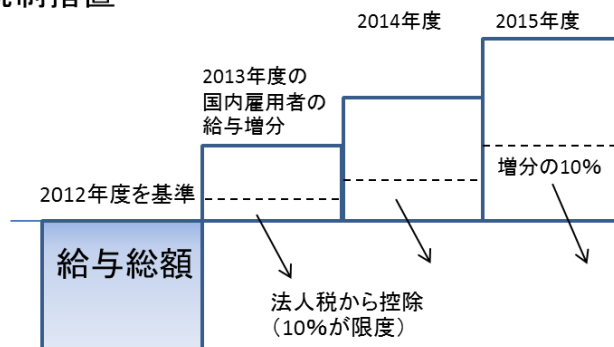 税制措置
2014年度
2015年度
2013年度の
国内雇用者の
給与増分
増分の10%
2012年度を基準
給与総額
法人税から控除
(10%が限度)